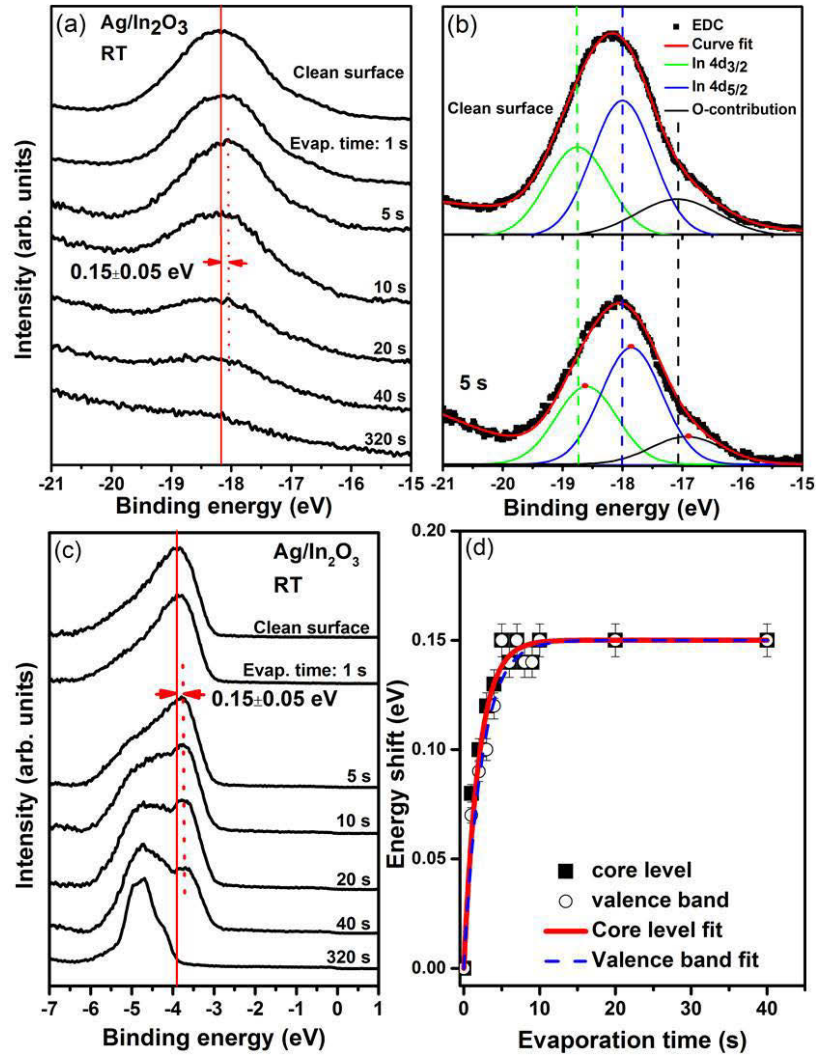 (a)
Ag/In₂O₃
RT
Clean surface
Evap. time: 1 s
5 s
10 s
0.15±0.05 eV
20 s
40 s
320 s
Intensity (arb. units)
-21 -20 -19 -18 -17 -16 -15
Binding energy (eV)
(b)
EDC
Curve fit
In 4d3/2
In 4d5/2
O-contribution
Clean surface
5 s
-21 -20 -19 -18 -17 -16 -15
Binding energy (eV)
(c)
Ag/In₂O₃
RT
Clean surface
Evap. time: 1 s
0.15±0.05 eV
5 s
10 s
20 s
40 s
320 s
Intensity (arb. units)
-7 -6 -5 -4 -3 -2 -1 0 1
Binding energy (eV)
(d)
0.20
0.15
0.10
0.05
0.00
Energy shift (eV)
core level
valence band
Core level fit
Valence band fit
0 10 20 30 40
Evaporation time (s)